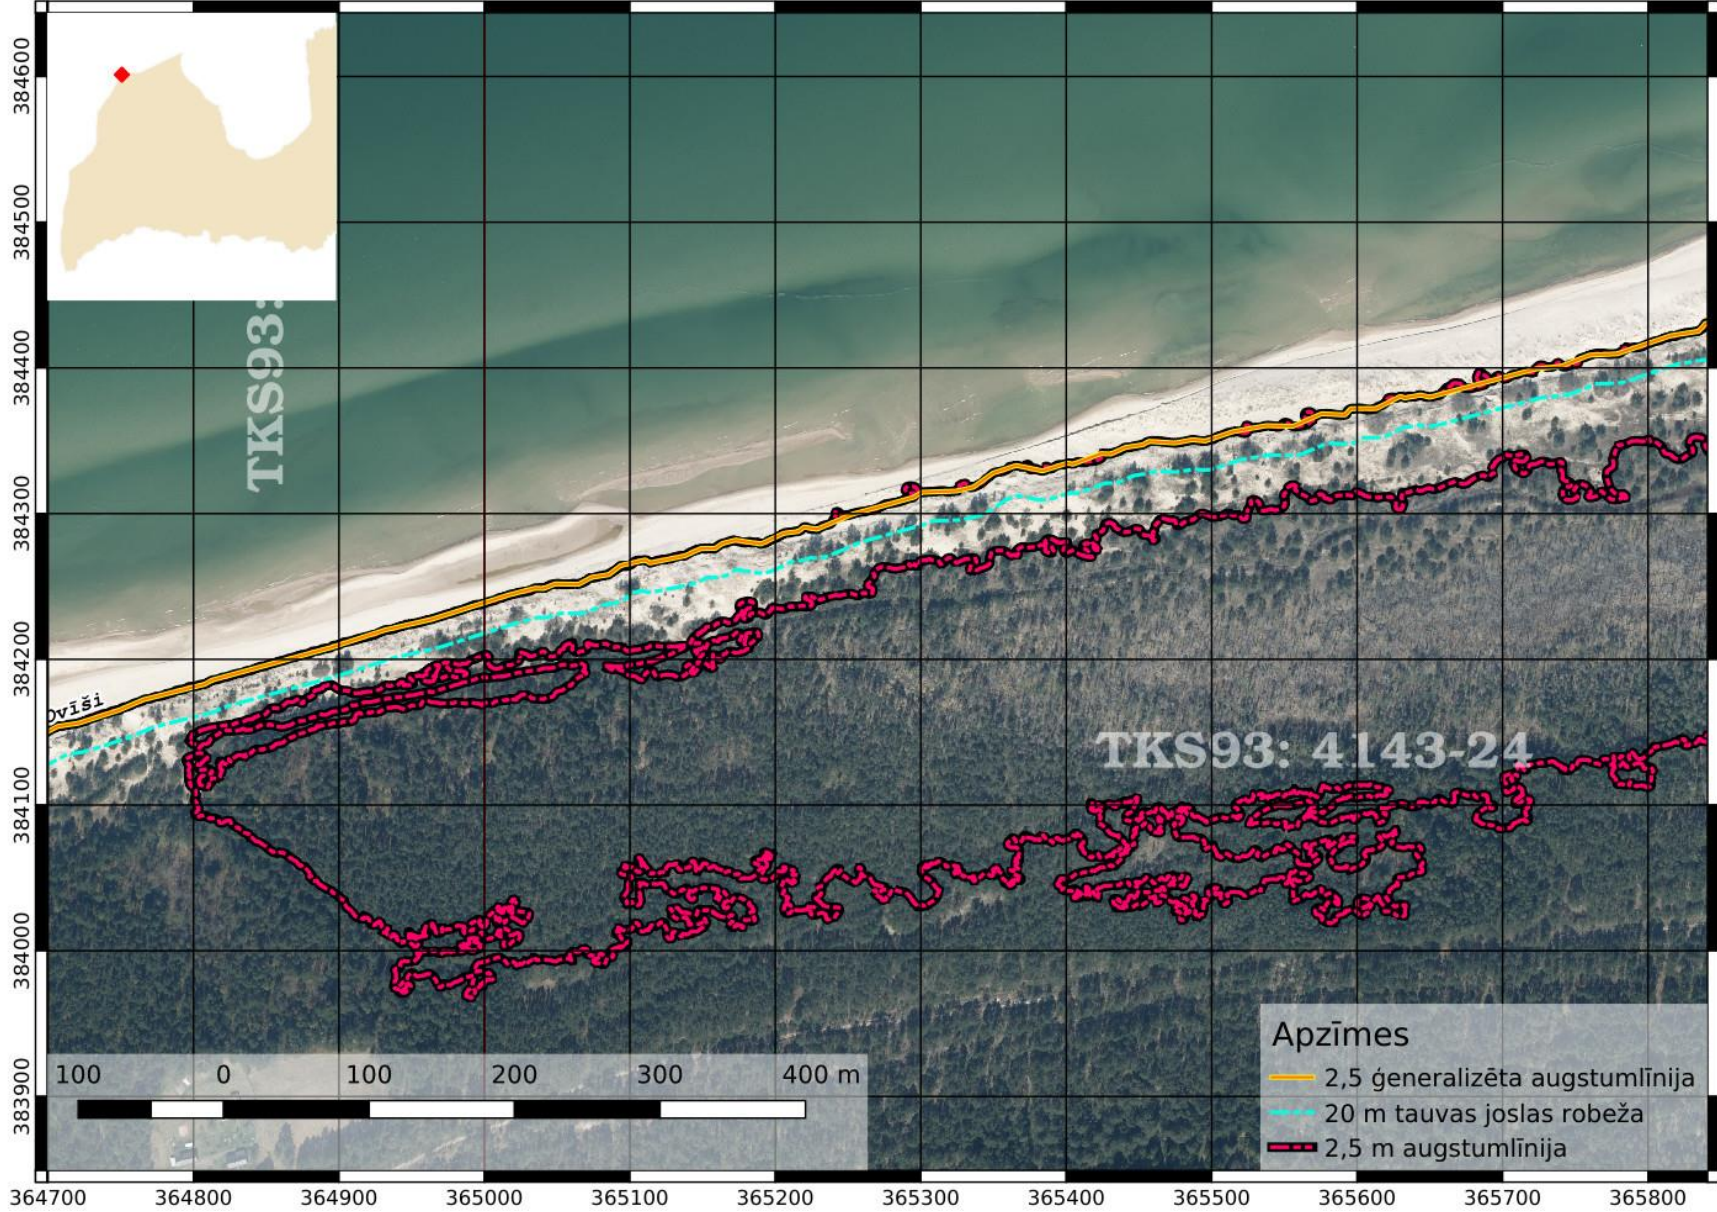 384600
384500
384400
384300
384200
384100
384000
383900
TKS93:
Ovīši
TKS93: 4143-24
100 0 100 200 300 400 m
Apzīmes
2,5 ģeneralizēta augstumlīnija
20 m tauvas joslas robeža
2,5 m augstumlīnija
364700 364800 364900 365000 365100 365200 365300 365400 365500 365600 365700 365800